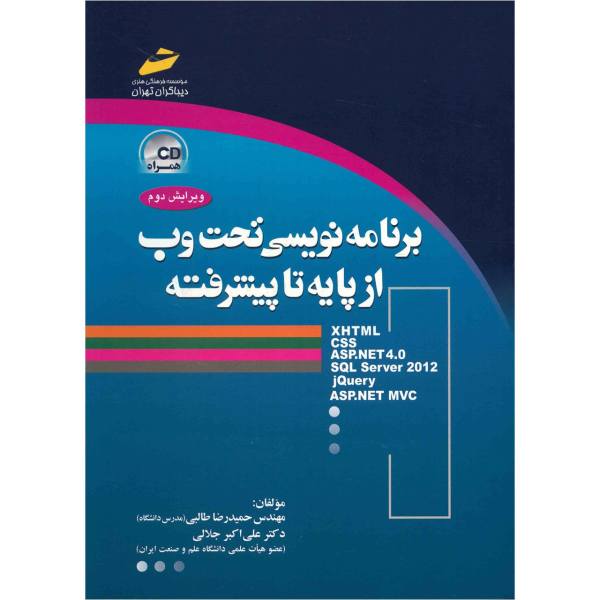 موسسه فرهنگی هنری
دیباگران تهران
CD
همراه
ویرایش دوم
برنامه نویسی تحت وب
از پایه تا پیشرفته
XHTML
CSS
ASP.NET 4.0
SQL Server 2012
jQuery
ASP.NET MVC
مؤلفان:
مهندس حمیدرضا طالبی (مدرس دانشگاه)
دکتر علی اکبر جلالی
(عضو هیأت علمی دانشگاه علم و صنعت ایران)